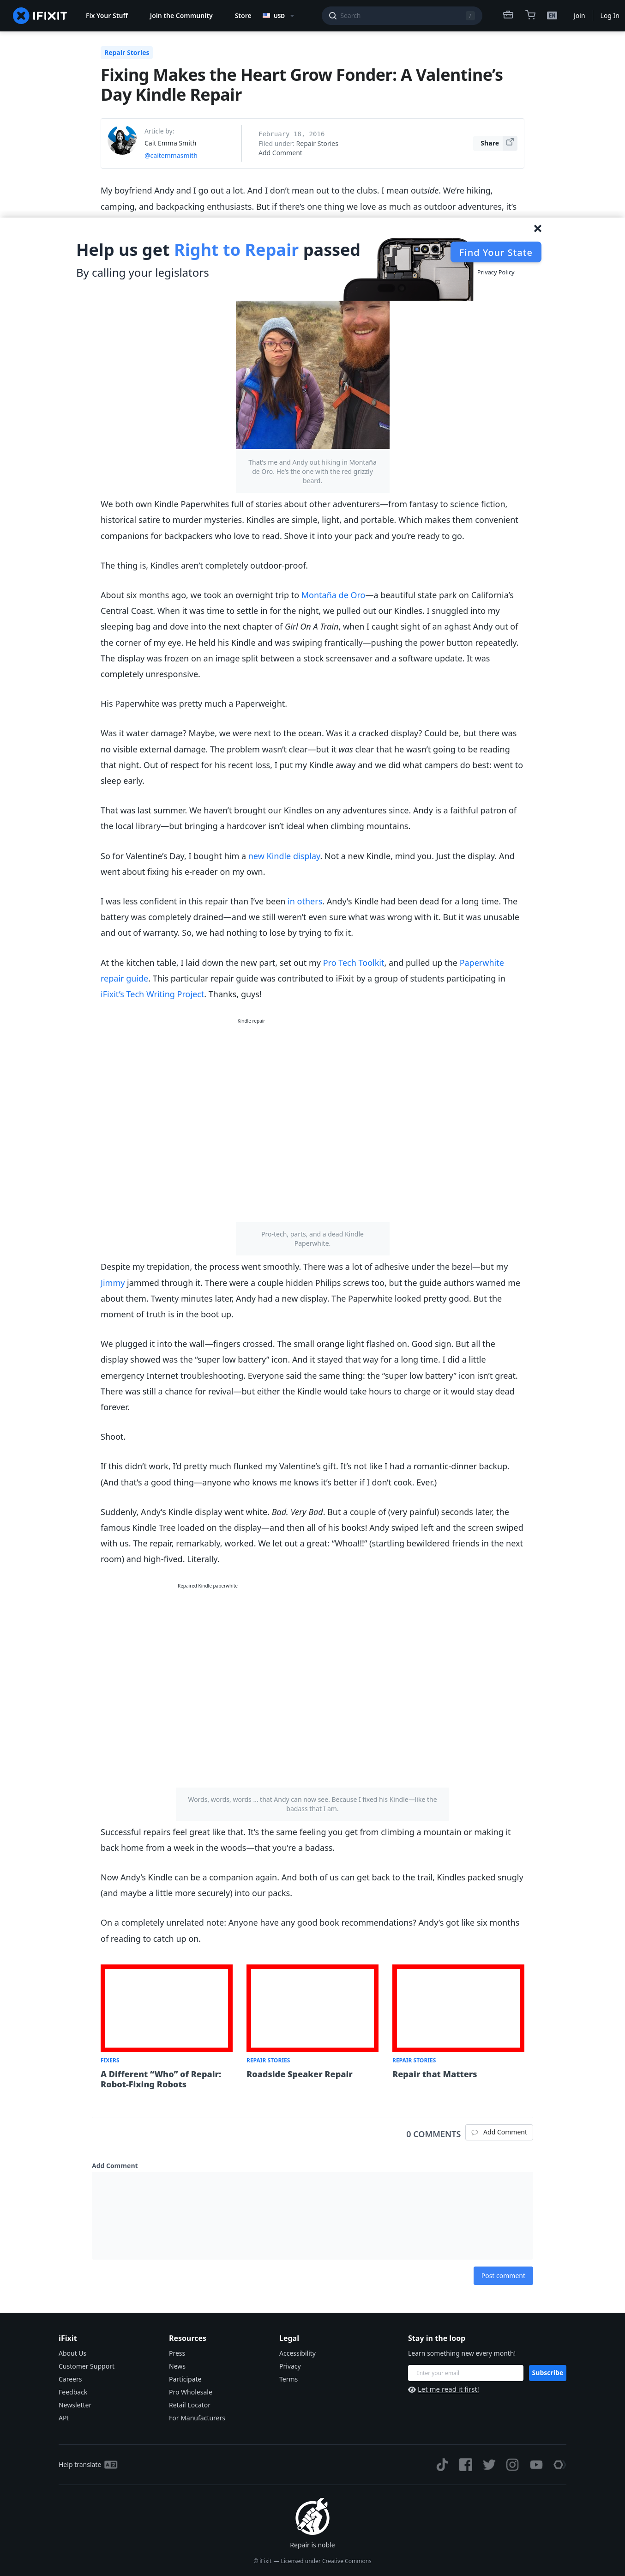 IFIXIT
Fix Your Stuff
Join the Community
Store
USD
Search
/
EN
Join
Log In
Repair Stories
Fixing Makes the Heart Grow Fonder: A Valentine’s
Day Kindle Repair
Article by:
Cait Emma Smith
@caitemmasmith
February 18, 2016
Filed under: Repair Stories
Add Comment
Share
My boyfriend Andy and I go out a lot. And I don’t mean out to the clubs. I mean outside. We’re hiking,
camping, and backpacking enthusiasts. But if there’s one thing we love as much as outdoor adventures, it’s
Help us get Right to Repair passed
By calling your legislators
Find Your State
Privacy Policy
That’s me and Andy out hiking in Montaña
de Oro. He’s the one with the red grizzly
beard.
We both own Kindle Paperwhites full of stories about other adventurers—from fantasy to science fiction,
historical satire to murder mysteries. Kindles are simple, light, and portable. Which makes them convenient
companions for backpackers who love to read. Shove it into your pack and you’re ready to go.
The thing is, Kindles aren’t completely outdoor-proof.
About six months ago, we took an overnight trip to Montaña de Oro—a beautiful state park on California’s
Central Coast. When it was time to settle in for the night, we pulled out our Kindles. I snuggled into my
sleeping bag and dove into the next chapter of Girl On A Train, when I caught sight of an aghast Andy out of
the corner of my eye. He held his Kindle and was swiping frantically—pushing the power button repeatedly.
The display was frozen on an image split between a stock screensaver and a software update. It was
completely unresponsive.
His Paperwhite was pretty much a Paperweight.
Was it water damage? Maybe, we were next to the ocean. Was it a cracked display? Could be, but there was
no visible external damage. The problem wasn’t clear—but it was clear that he wasn’t going to be reading
that night. Out of respect for his recent loss, I put my Kindle away and we did what campers do best: went to
sleep early.
That was last summer. We haven’t brought our Kindles on any adventures since. Andy is a faithful patron of
the local library—but bringing a hardcover isn’t ideal when climbing mountains.
So for Valentine’s Day, I bought him a new Kindle display. Not a new Kindle, mind you. Just the display. And
went about fixing his e-reader on my own.
I was less confident in this repair than I’ve been in others. Andy’s Kindle had been dead for a long time. The
battery was completely drained—and we still weren’t even sure what was wrong with it. But it was unusable
and out of warranty. So, we had nothing to lose by trying to fix it.
At the kitchen table, I laid down the new part, set out my Pro Tech Toolkit, and pulled up the Paperwhite
repair guide. This particular repair guide was contributed to iFixit by a group of students participating in
iFixit’s Tech Writing Project. Thanks, guys!
Kindle repair
Pro-tech, parts, and a dead Kindle
Paperwhite.
Despite my trepidation, the process went smoothly. There was a lot of adhesive under the bezel—but my
Jimmy jammed through it. There were a couple hidden Philips screws too, but the guide authors warned me
about them. Twenty minutes later, Andy had a new display. The Paperwhite looked pretty good. But the
moment of truth is in the boot up.
We plugged it into the wall—fingers crossed. The small orange light flashed on. Good sign. But all the
display showed was the “super low battery” icon. And it stayed that way for a long time. I did a little
emergency Internet troubleshooting. Everyone said the same thing: the “super low battery” icon isn’t great.
There was still a chance for revival—but either the Kindle would take hours to charge or it would stay dead
forever.
Shoot.
If this didn’t work, I’d pretty much flunked my Valentine’s gift. It’s not like I had a romantic-dinner backup.
(And that’s a good thing—anyone who knows me knows it’s better if I don’t cook. Ever.)
Suddenly, Andy’s Kindle display went white. Bad. Very Bad. But a couple of (very painful) seconds later, the
famous Kindle Tree loaded on the display—and then all of his books! Andy swiped left and the screen swiped
with us. The repair, remarkably, worked. We let out a great: “Whoa!!!” (startling bewildered friends in the next
room) and high-fived. Literally.
Repaired Kindle paperwhite
Words, words, words … that Andy can now see. Because I fixed his Kindle—like the
badass that I am.
Successful repairs feel great like that. It’s the same feeling you get from climbing a mountain or making it
back home from a week in the woods—that you’re a badass.
Now Andy’s Kindle can be a companion again. And both of us can get back to the trail, Kindles packed snugly
(and maybe a little more securely) into our packs.
On a completely unrelated note: Anyone have any good book recommendations? Andy’s got like six months
of reading to catch up on.
FIXERS
A Different “Who” of Repair:
Robot-Fixing Robots
REPAIR STORIES
Roadside Speaker Repair
REPAIR STORIES
Repair that Matters
0 COMMENTS
Add Comment
Add Comment
Post comment
iFixit
About Us
Customer Support
Careers
Feedback
Newsletter
API
Resources
Press
News
Participate
Pro Wholesale
Retail Locator
For Manufacturers
Legal
Accessibility
Privacy
Terms
Stay in the loop
Learn something new every month!
Enter your email
Subscribe
Let me read it first!
Help translate
Repair is noble
© iFixit — Licensed under Creative Commons